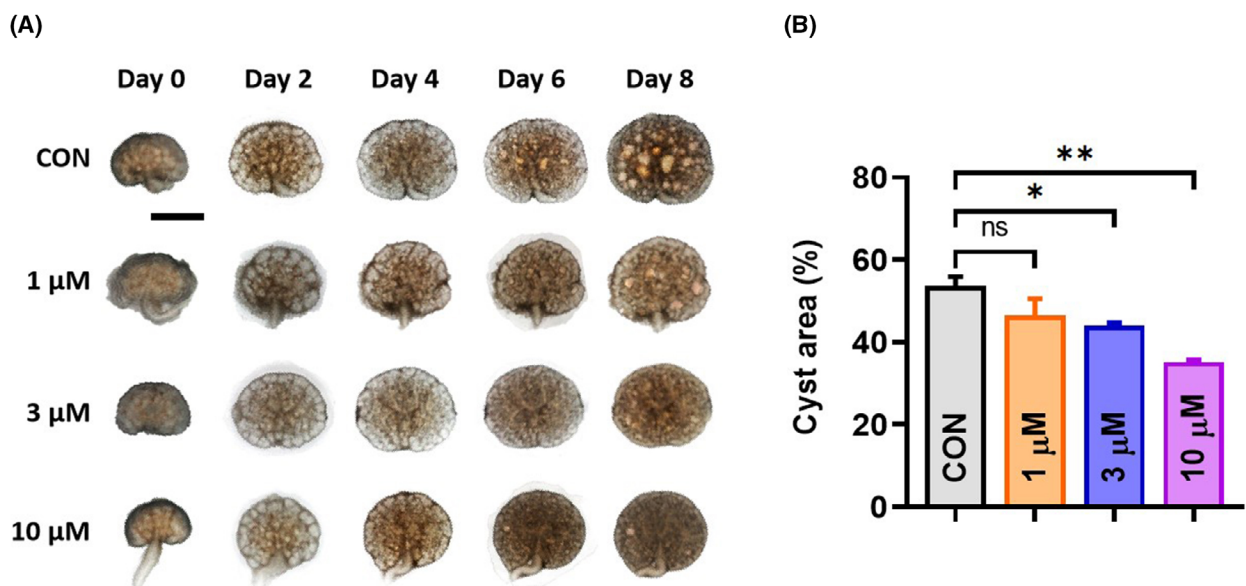 (A)
Day 0 Day 2 Day 4 Day 6 Day 8
CON
1 μM
3 μM
10 μM
(B)
**
*
ns
80
60
40
20
0
Cyst area (%)
CON
1 μM
3 μM
10 μM